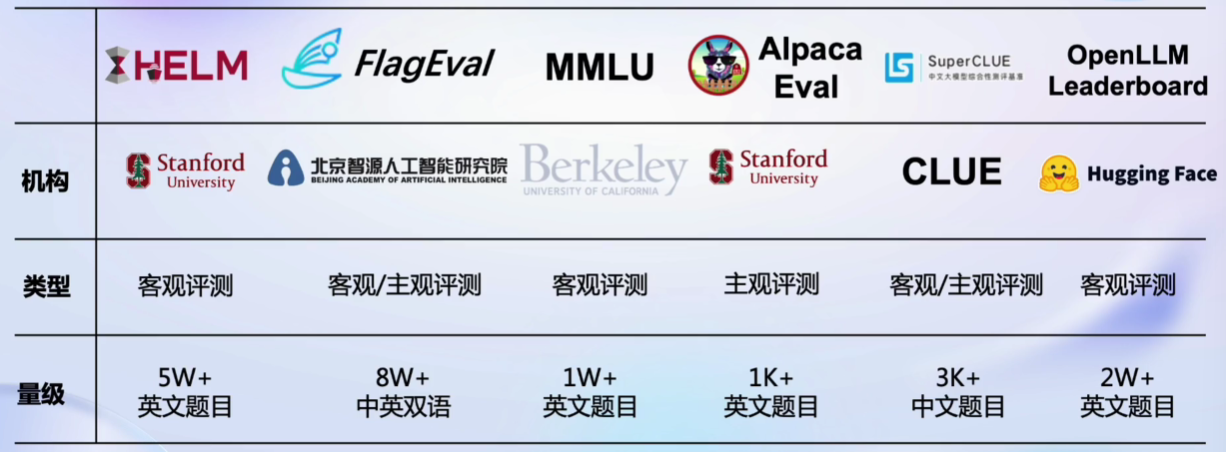 HELM
FlagEval
MMLU
Alpaca
Eval
SuperCLUE
中文大模型综合性测评基准
OpenLLM
Leaderboard
机构
Stanford
University
北京智源人工智能研究院
BEIJING ACADEMY OF ARTIFICIAL INTELLIGENCE
Berkeley
UNIVERSITY OF CALIFORNIA
Stanford
University
CLUE
Hugging Face
类型
客观评测
客观/主观评测
客观评测
主观评测
客观/主观评测
客观评测
量级
5W+
英文题目
8W+
中英双语
1W+
英文题目
1K+
英文题目
3K+
中文题目
2W+
英文题目